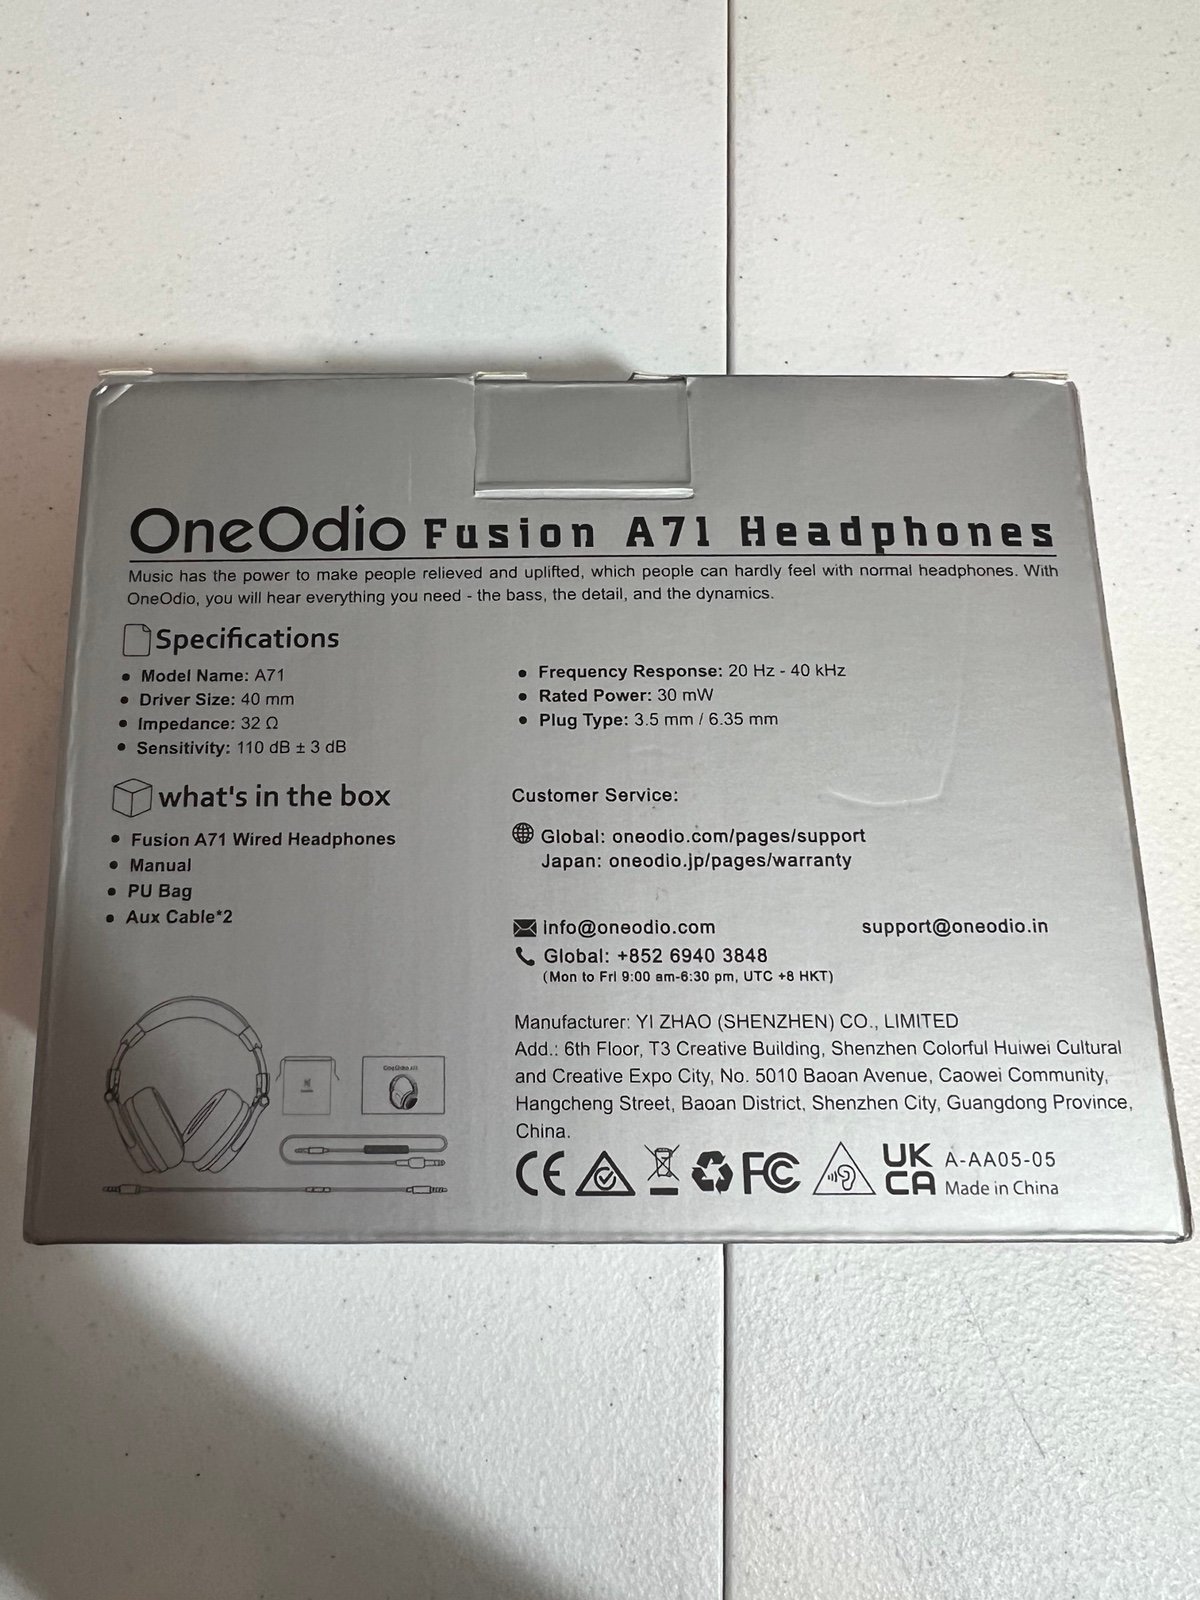 OneOdio Fusion A71 Headphones
Music has the power to make people relieved and uplifted, which people can hardly feel with normal headphones. With
OneOdio, you will hear everything you need - the bass, the detail, and the dynamics.
Specifications
• Model Name: A71
• Driver Size: 40 mm
• Impedance: 32 Ω
• Sensitivity: 110 dB ± 3 dB
• Frequency Response: 20 Hz - 40 kHz
• Rated Power: 30 mW
• Plug Type: 3.5 mm / 6.35 mm
what's in the box
• Fusion A71 Wired Headphones
• Manual
• PU Bag
• Aux Cable*2
Customer Service:
Global: oneodio.com/pages/support
Japan: oneodio.jp/pages/warranty
info@oneodio.com support@oneodio.in
Global: +852 6940 3848
(Mon to Fri 9:00 am-6:30 pm, UTC +8 HKT)
Manufacturer: YI ZHAO (SHENZHEN) CO., LIMITED
Add.: 6th Floor, T3 Creative Building, Shenzhen Colorful Huiwei Cultural
and Creative Expo City, No. 5010 Baoan Avenue, Caowei Community,
Hangcheng Street, Baoan District, Shenzhen City, Guangdong Province,
China.
CE FC UK CA A-AA05-05
Made in China